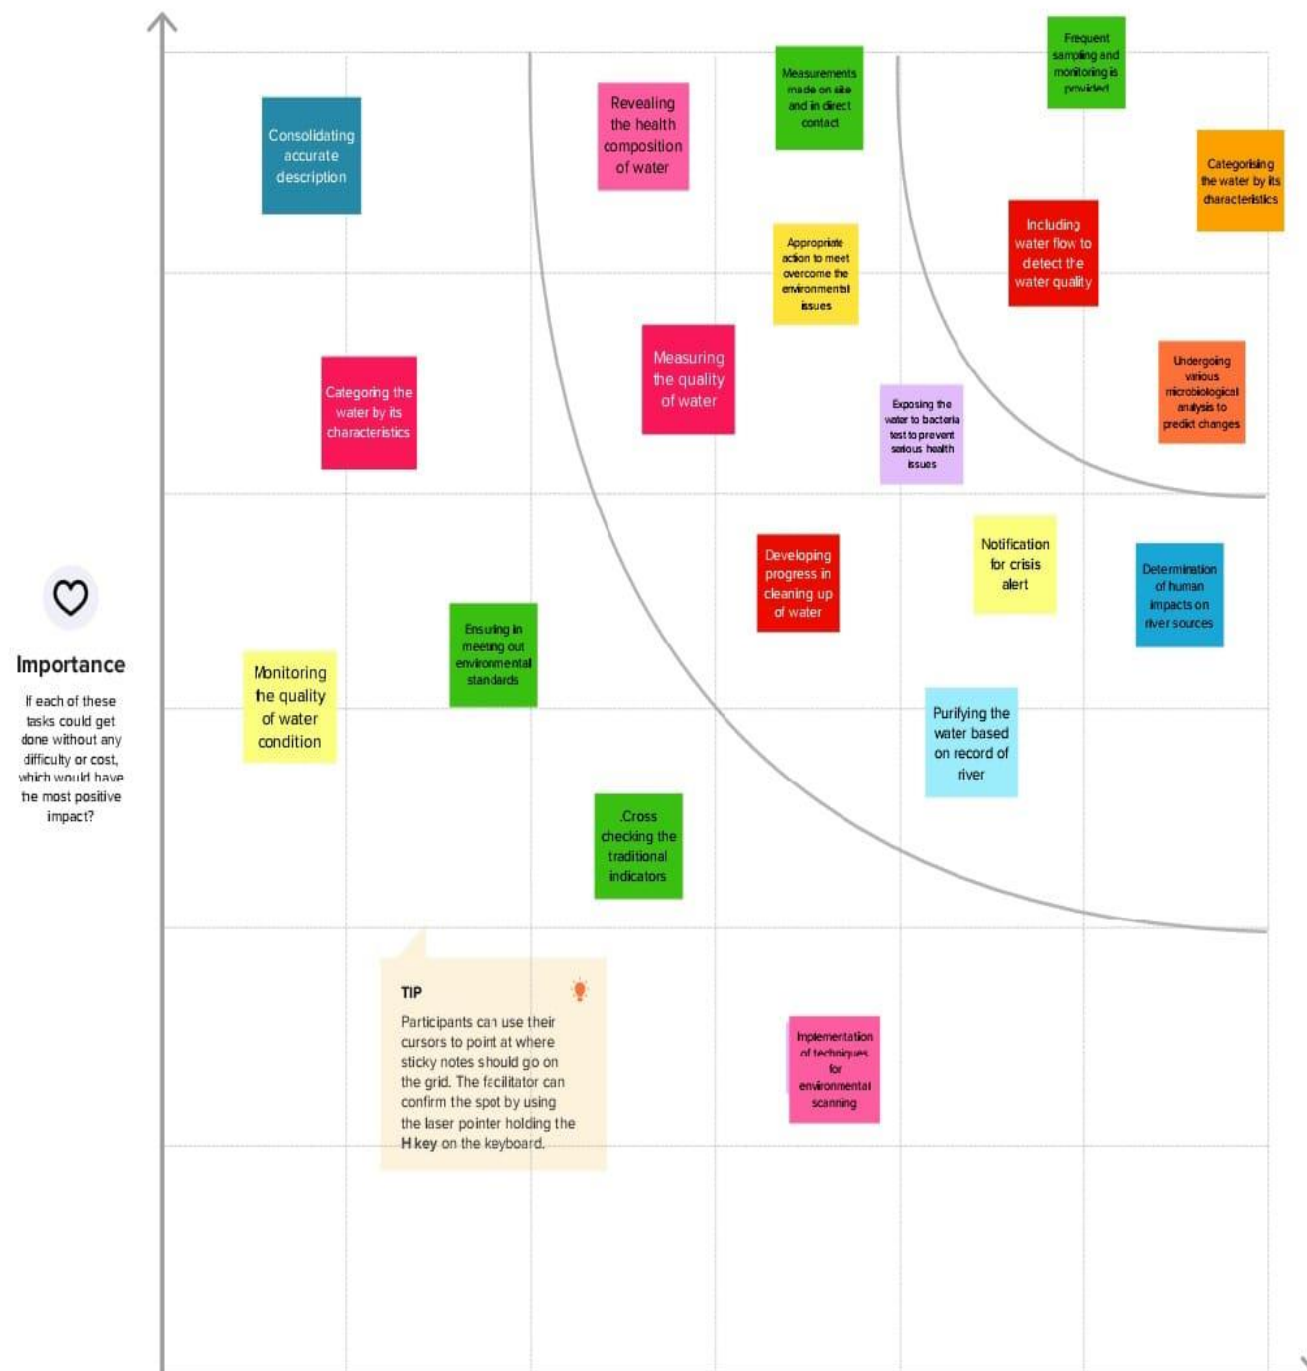 Frequent
sampling and
monitoring is
provided
Measurements
made on site
and in direct
contact
Revealing
the health
composition
of water
Consolidating
accurate
description
Categorising
the water by its
characteristics
Including
water flow to
detect the
water quality
Appropriate
action to meet
overcome the
environmental
issues
Measuring
the quality
of water
Categoring the
water by its
characteristics
Undergoing
various
microbiological
analysis to
predict changes
Exposing the
water to bacteria
test to prevent
serious health
issues
Developing
progress in
cleaning up
of water
Notification
for crisis
alert
Determination
of human
impacts on
river sources
Ensuring in
meeting out
environmental
standards
Monitoring
the quality
of water
condition
Purifying the
water based
on record of
river
.Cross
checking the
traditional
indicators
Importance
If each of these
tasks could get
done without any
difficulty or cost,
which would have
the most positive
impact?
TIP
Participants can use their
cursors to point at where
sticky notes should go on
the grid. The facilitator can
confirm the spot by using
the laser pointer holding the
H key on the keyboard.
Implementation
of techniques
for
environmental
scanning